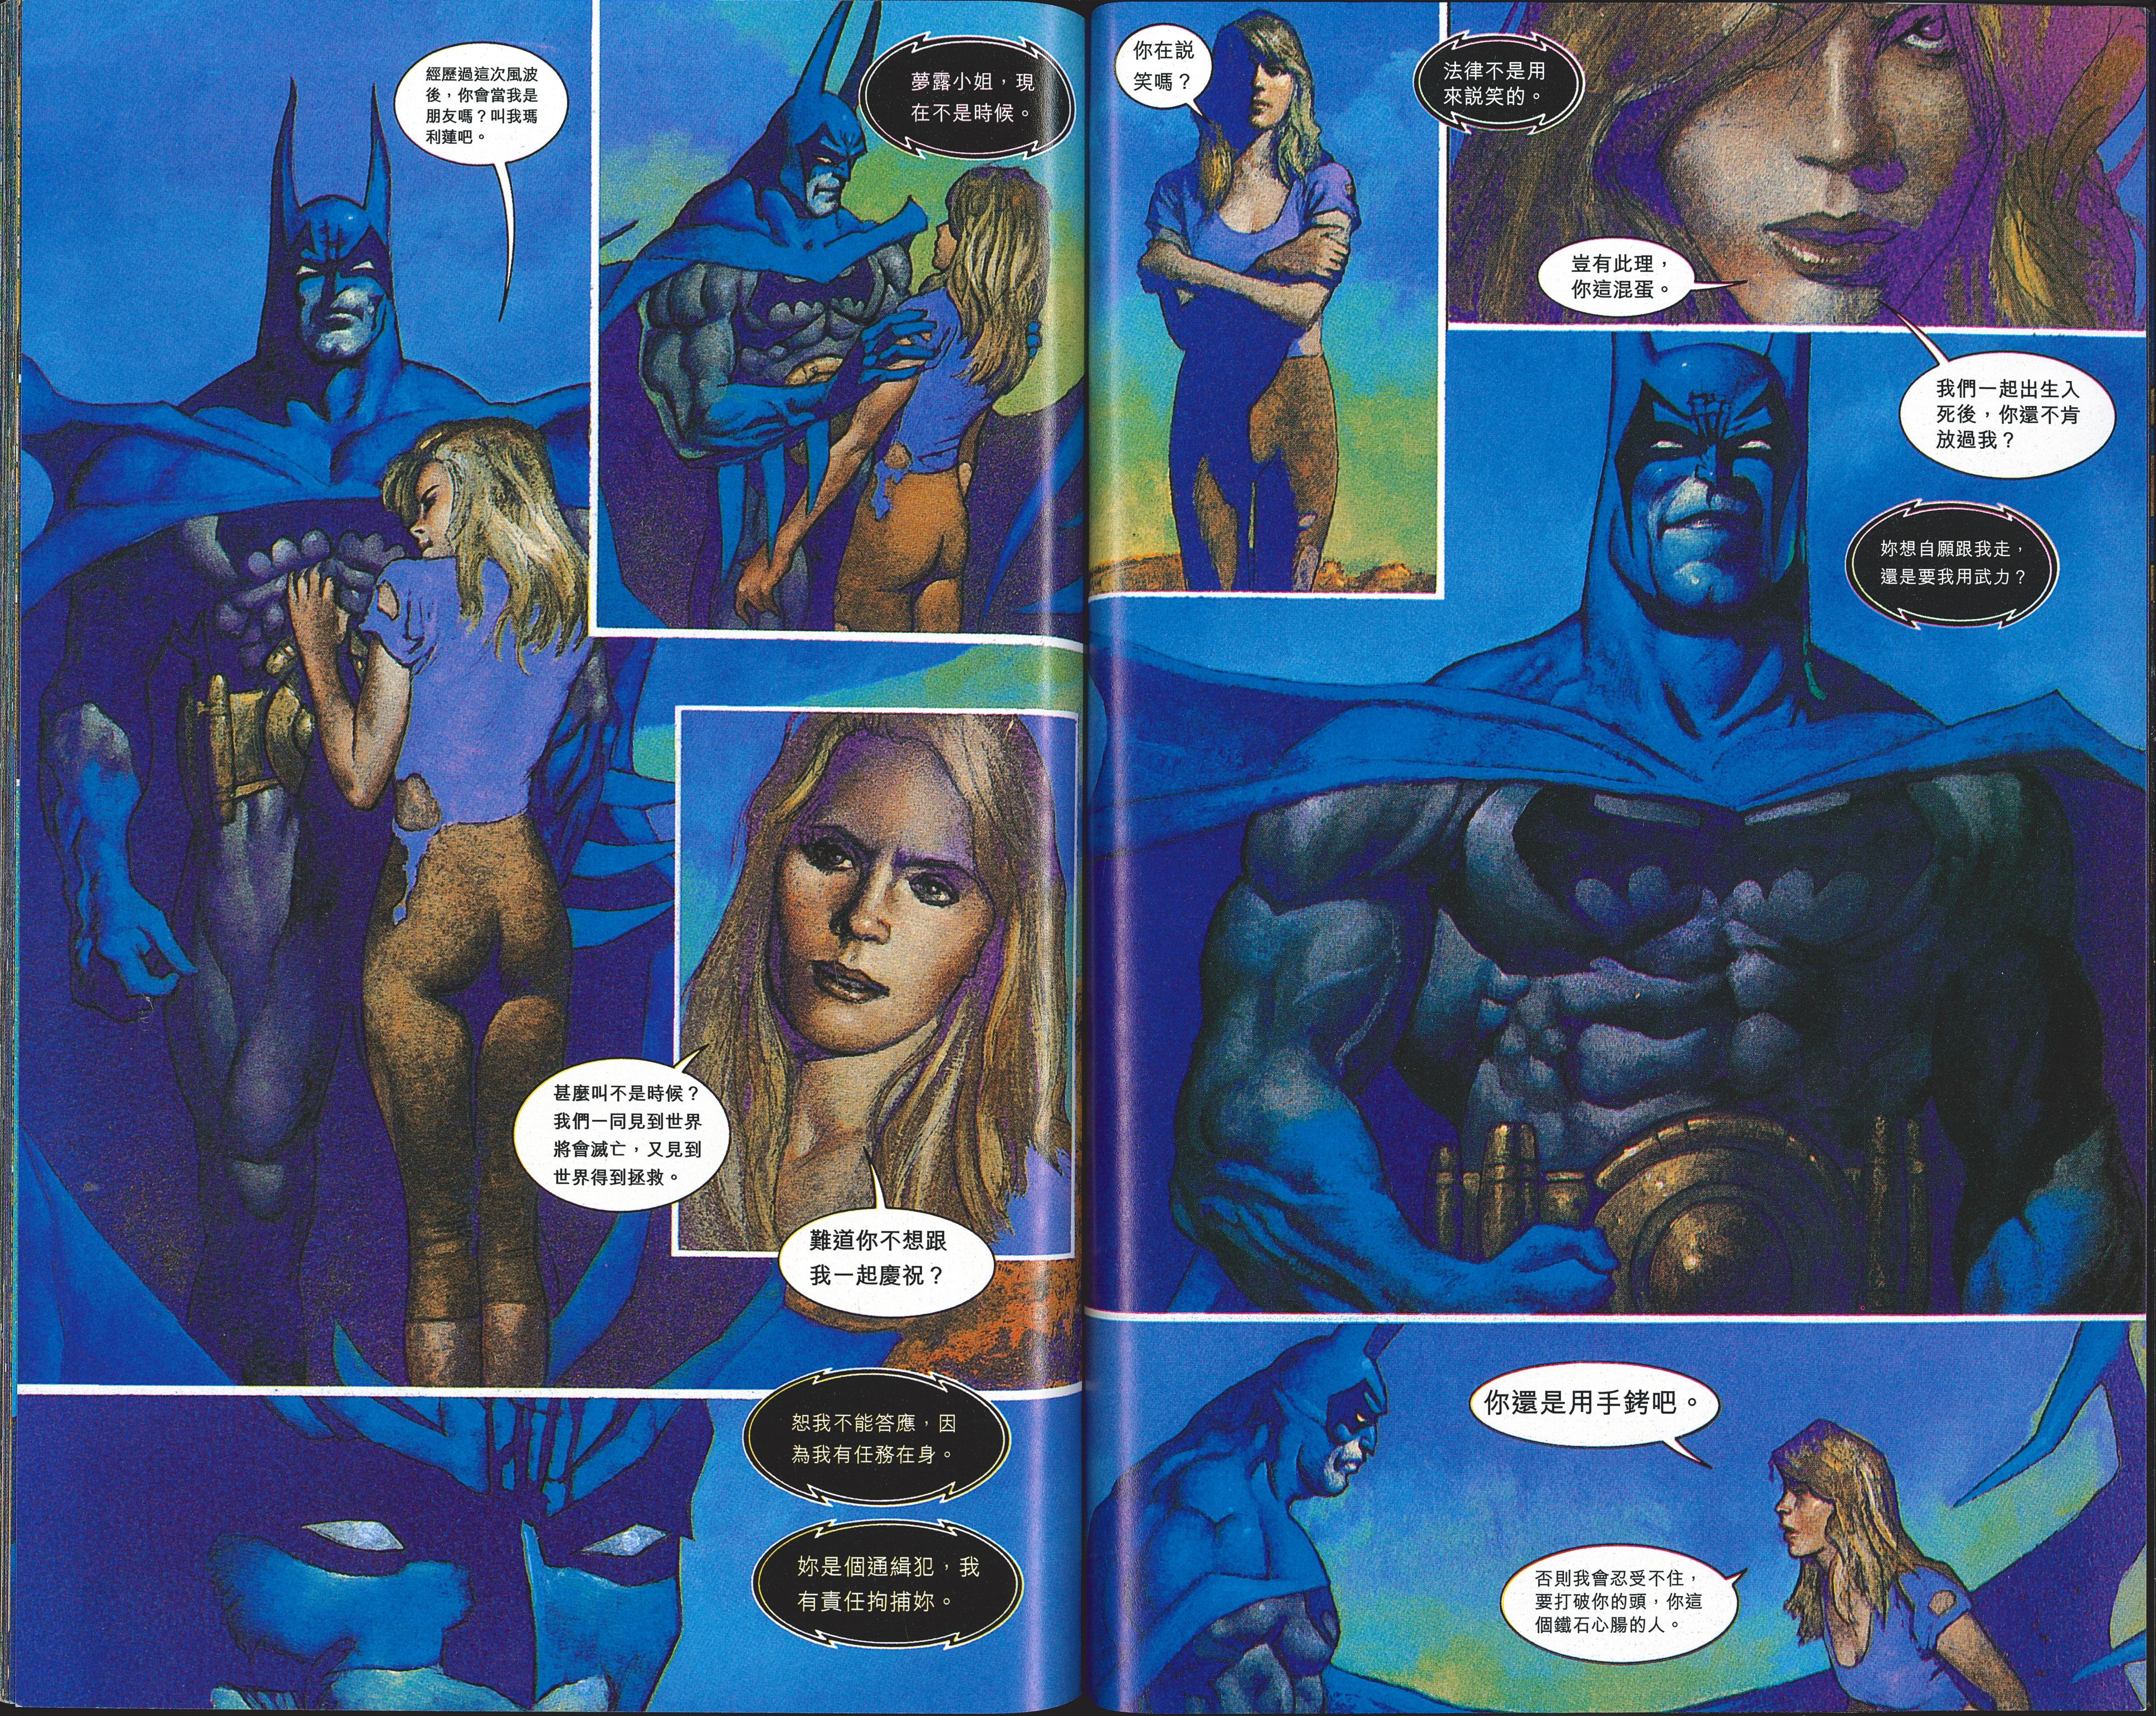 經歷過這次風波
後，你會當我是
朋友嗎？叫我瑪
利蓮吧。
夢露小姐，現
在不是時候。
甚麼叫不是時候？
我們一同見到世界
將會滅亡，又見到
世界得到拯救。
難道你不想跟
我一起慶祝？
恕我不能答應，因
為我有任務在身。
妳是個通緝犯，我
有責任拘捕妳。
你在説
笑嗎？
法律不是用
來説笑的。
豈有此理，
你這混蛋。
我們一起出生入
死後，你還不肯
放過我？
妳想自願跟我走，
還是要我用武力？
你還是用手銬吧。
否則我會忍受不住，
要打破你的頭，你這
個鐵石心腸的人。